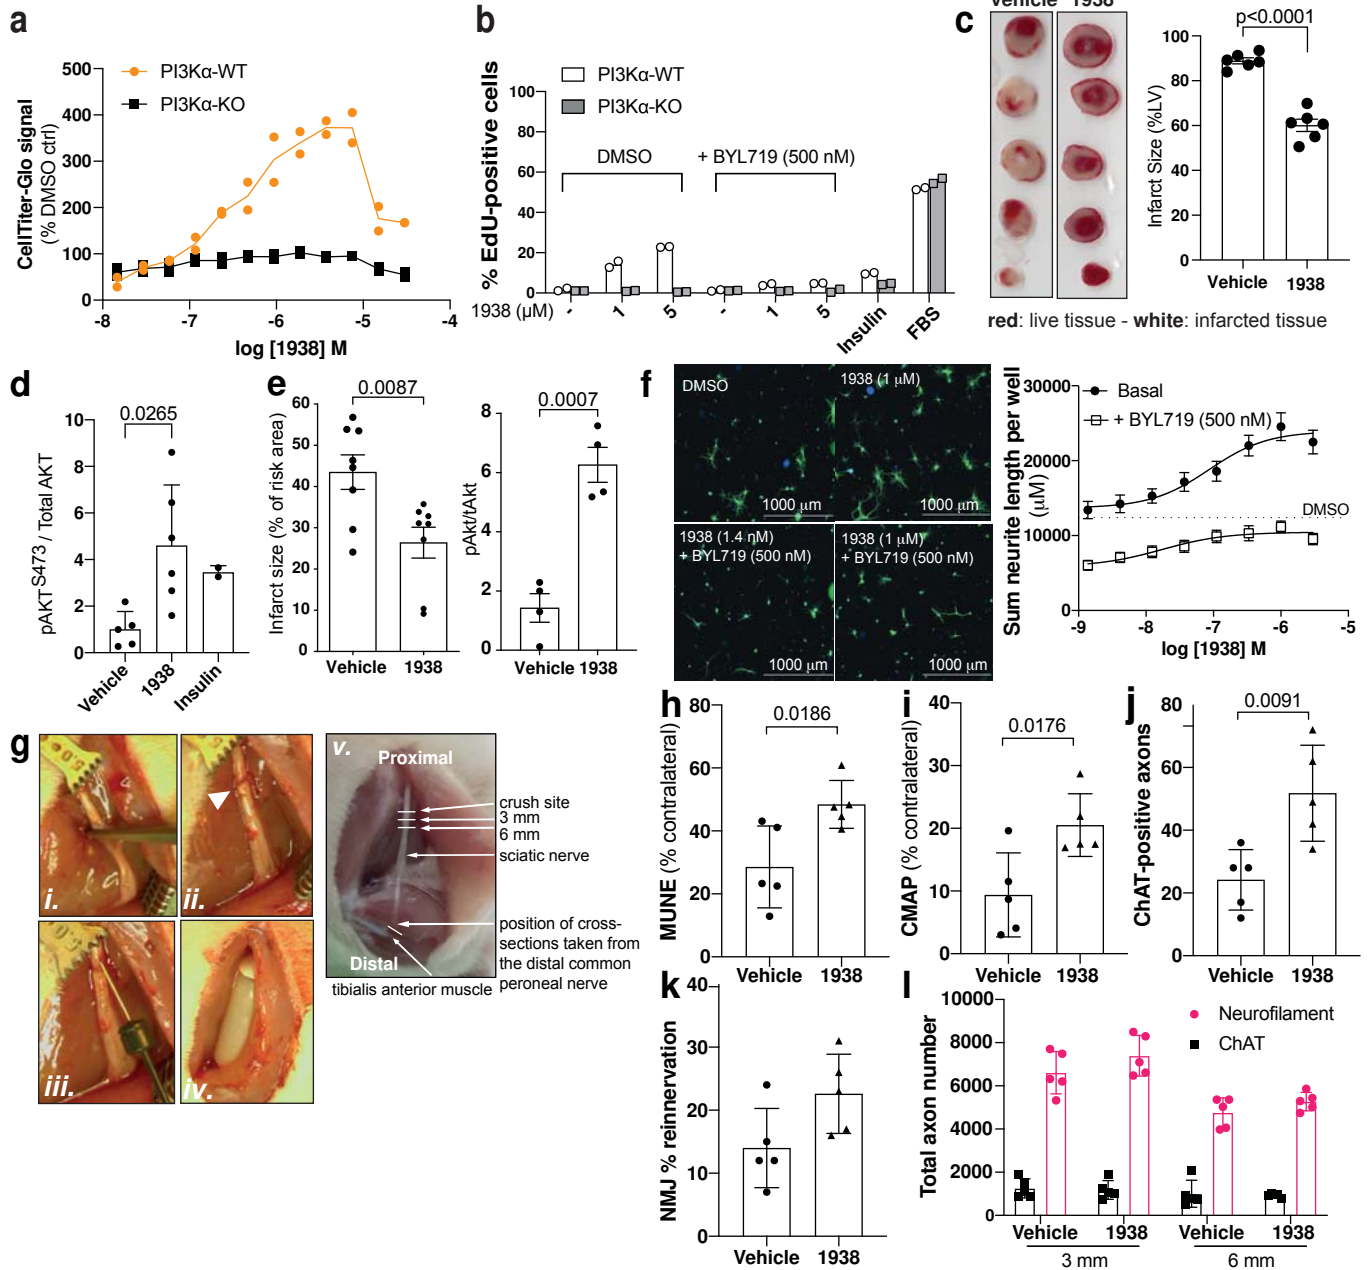 a
CellTiter-Glo signal
(% DMSO ctrl)
500
400
300
200
100
0
PI3Kα-WT
PI3Kα-KO
-8
-7
-6
-5
-4
log [1938] M
b
% EdU-positive cells
100
80
60
40
20
0
PI3Kα-WT
PI3Kα-KO
DMSO
+ BYL719 (500 nM)
1938 (μM)
-
1
5
-
1
5
Insulin
FBS
c
Vehicle 1938
p<0.0001
Infarct Size (%LV)
100
80
60
40
20
0
Vehicle
1938
red: live tissue - white: infarcted tissue
d
pAKT S473 / Total AKT
10
8
6
4
2
0
0.0265
Vehicle
1938
Insulin
e
Infarct size (% of risk area)
60
50
40
30
20
10
0
0.0087
Vehicle
1938
pAkt/tAkt
8
6
4
2
0
0.0007
Vehicle 1938
f
DMSO
1000 μm
1938 (1 μM)
1000 μm
1938 (1.4 nM)
+ BYL719 (500 nM)
1000 μm
1938 (1 μM)
+ BYL719 (500 nM)
1000 μm
Sum neurite length per well
(μM)
30000
20000
10000
0
Basal
+ BYL719 (500 nM)
DMSO
-9
-8
-7
-6
-5
log [1938] M
g
i.
ii.
iii.
iv.
v.
Proximal
crush site
3 mm
6 mm
sciatic nerve
position of cross-
sections taken from
the distal common
peroneal nerve
Distal
tibialis anterior muscle
h
MUNE (% contralateral)
80
60
40
20
0
0.0186
Vehicle
1938
i
CMAP (% contralateral)
40
30
20
10
0
0.0176
Vehicle
1938
j
ChAT-positive axons
80
60
40
20
0
0.0091
Vehicle
1938
k
NMJ % reinnervation
40
30
20
10
0
Vehicle
1938
l
Total axon number
10000
8000
6000
4000
2000
0
Neurofilament
ChAT
Vehicle
1938
Vehicle
1938
3 mm
6 mm